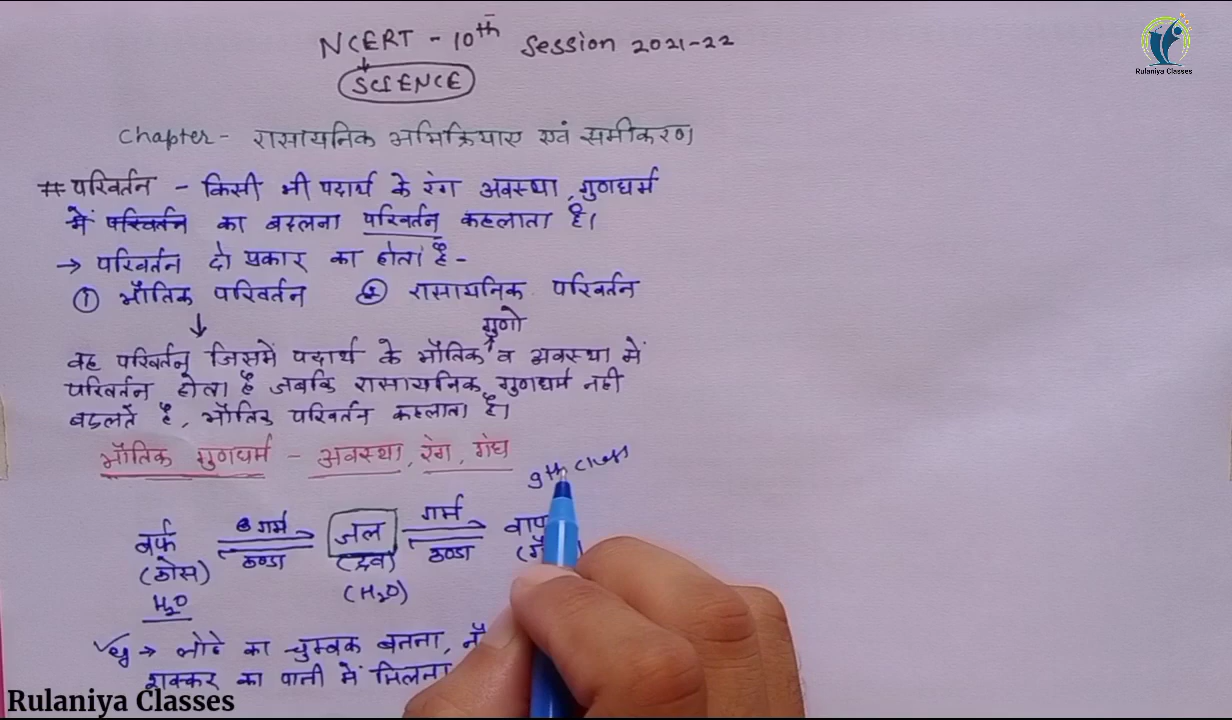 NCERT - 10th Session 2021-22
SCIENCE
Rulaniya Classes
Chapter - रासायनिक अभिक्रियाए एवं समीकरण
# परिवर्तन - किसी भी पदार्थ के रंग अवस्था, गुणधर्म
में परिवर्तन का बदलना परिवर्तन कहलाता है।
→ परिवर्तन दो प्रकार का होता है -
① भौतिक परिवर्तन ② रासायनिक परिवर्तन
गुणो
वह परिवर्तन जिसमें पदार्थ के भौतिक व अवस्था में
परिवर्तन होता है जबकि रासायनिक गुणधर्म नही
बदलते है, भौतिक परिवर्तन कहलाता है।
भौतिक गुणधर्म - अवस्था, रंग, गंध
9th class
बर्फ गर्म जल गर्म
ठण्डा ठण्डा
(ठोस) (द्रव)
H₂O (H₂O)
→ लोहे का चुम्बक बनना,
शक्कर का पानी में मिलना
Rulaniya Classes